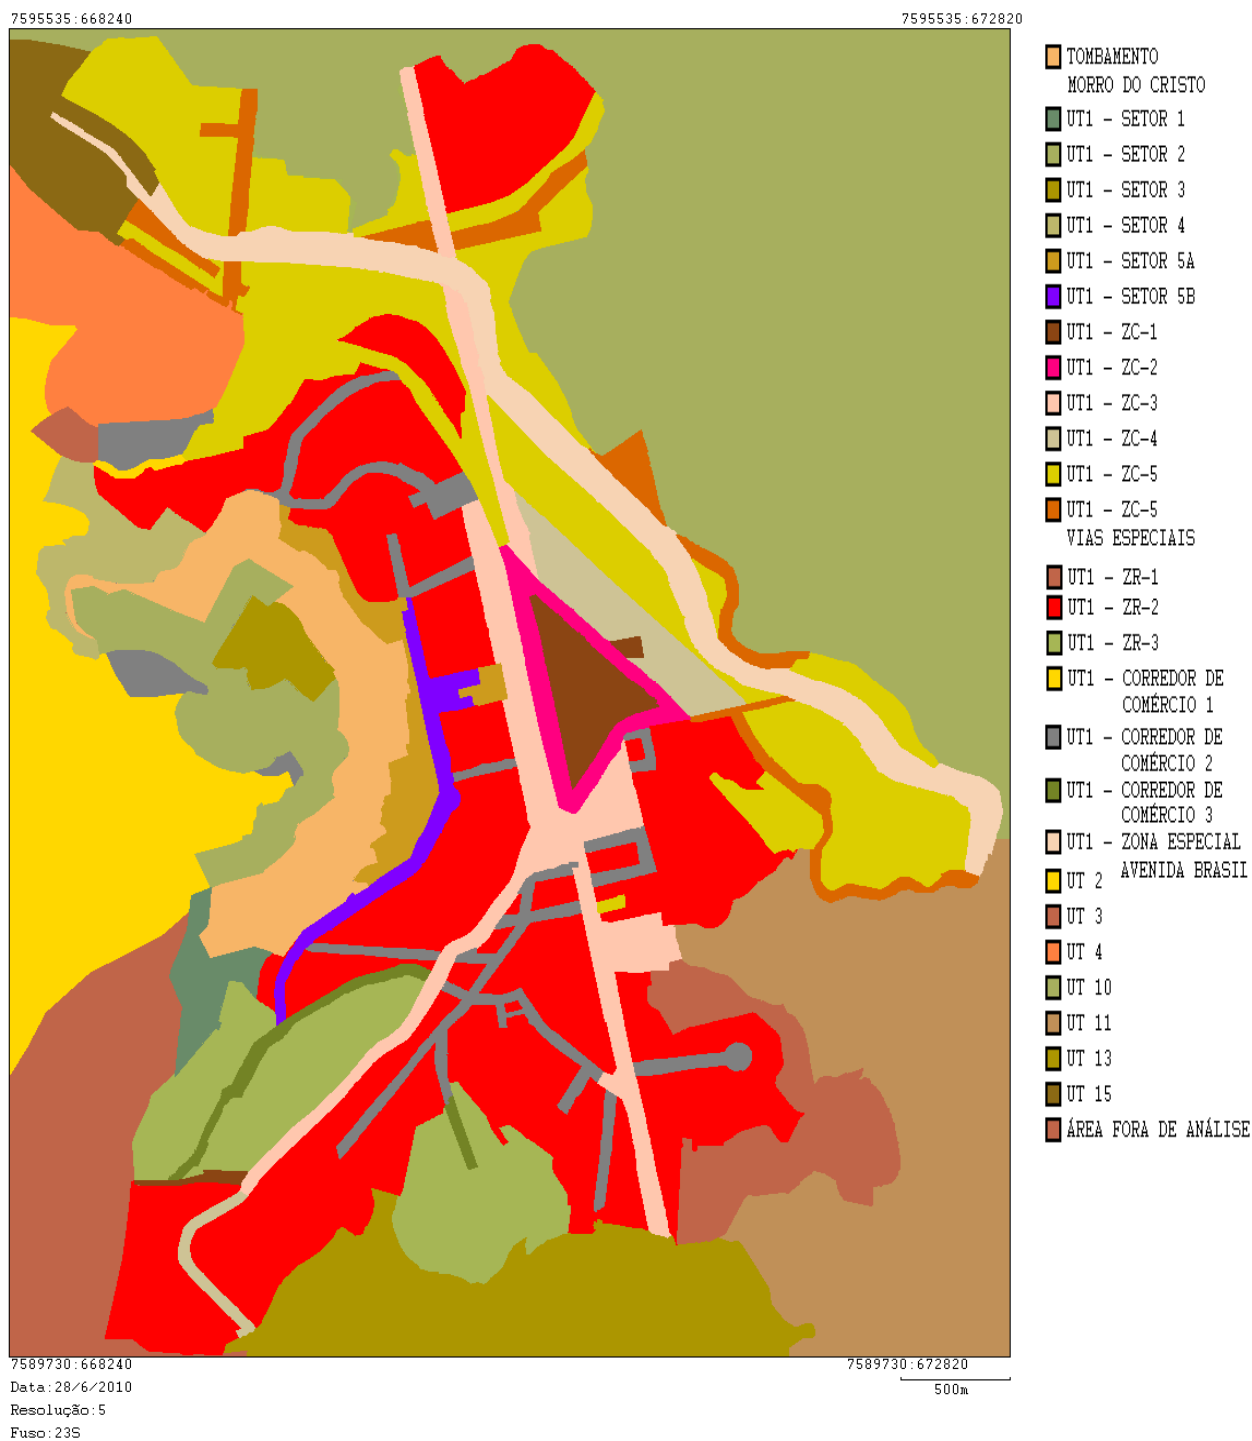 7595535:668240
7595535:672820
TOMBAMENTO
MORRO DO CRISTO
UT1 - SETOR 1
UT1 - SETOR 2
UT1 - SETOR 3
UT1 - SETOR 4
UT1 - SETOR 5A
UT1 - SETOR 5B
UT1 - ZC-1
UT1 - ZC-2
UT1 - ZC-3
UT1 - ZC-4
UT1 - ZC-5
UT1 - ZC-5
VIAS ESPECIAIS
UT1 - ZR-1
UT1 - ZR-2
UT1 - ZR-3
UT1 - CORREDOR DE
COMÉRCIO 1
UT1 - CORREDOR DE
COMÉRCIO 2
UT1 - CORREDOR DE
COMÉRCIO 3
UT1 - ZONA ESPECIAL
AVENIDA BRASIL
UT 2
UT 3
UT 4
UT 10
UT 11
UT 13
UT 15
ÁREA FORA DE ANÁLISE
7589730:668240
7589730:672820
500m
Data:28/6/2010
Resolução:5
Fuso:23S